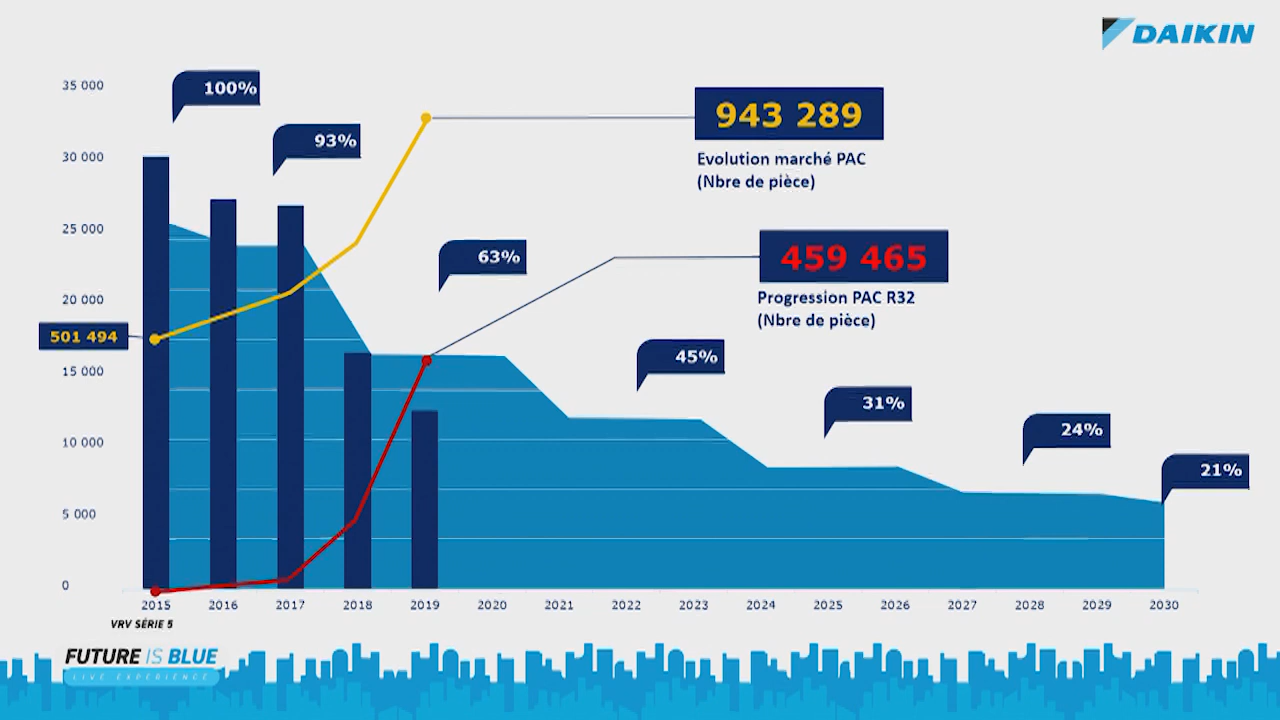 DAIKIN
35 000
100%
943 289
93%
30 000
Evolution marché PAC
(Nbre de pièce)
25 000
63%
459 465
20 000
Progression PAC R32
(Nbre de pièce)
501 494
45%
15 000
31%
10 000
24%
21%
5 000
0
2015 2016 2017 2018 2019 2020 2021 2022 2023 2024 2025 2026 2027 2028 2029 2030
VRV SÉRIE 5
FUTURE IS BLUE
LIVE EXPERIENCE